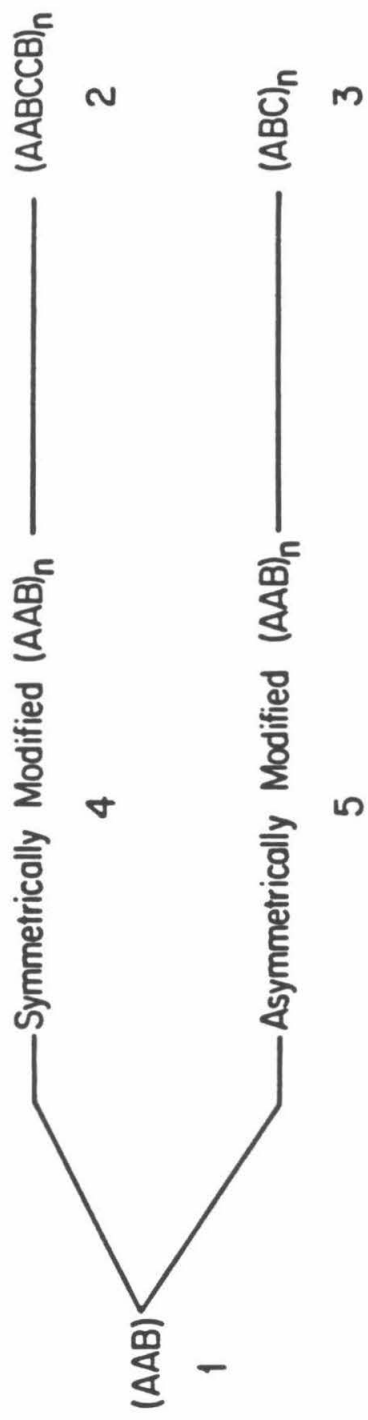 Symmetrically Modified (AAB)n (AABCCB)n
4 2
(AAB)
1
Asymmetrically Modified (AAB)n (ABC)n
5 3